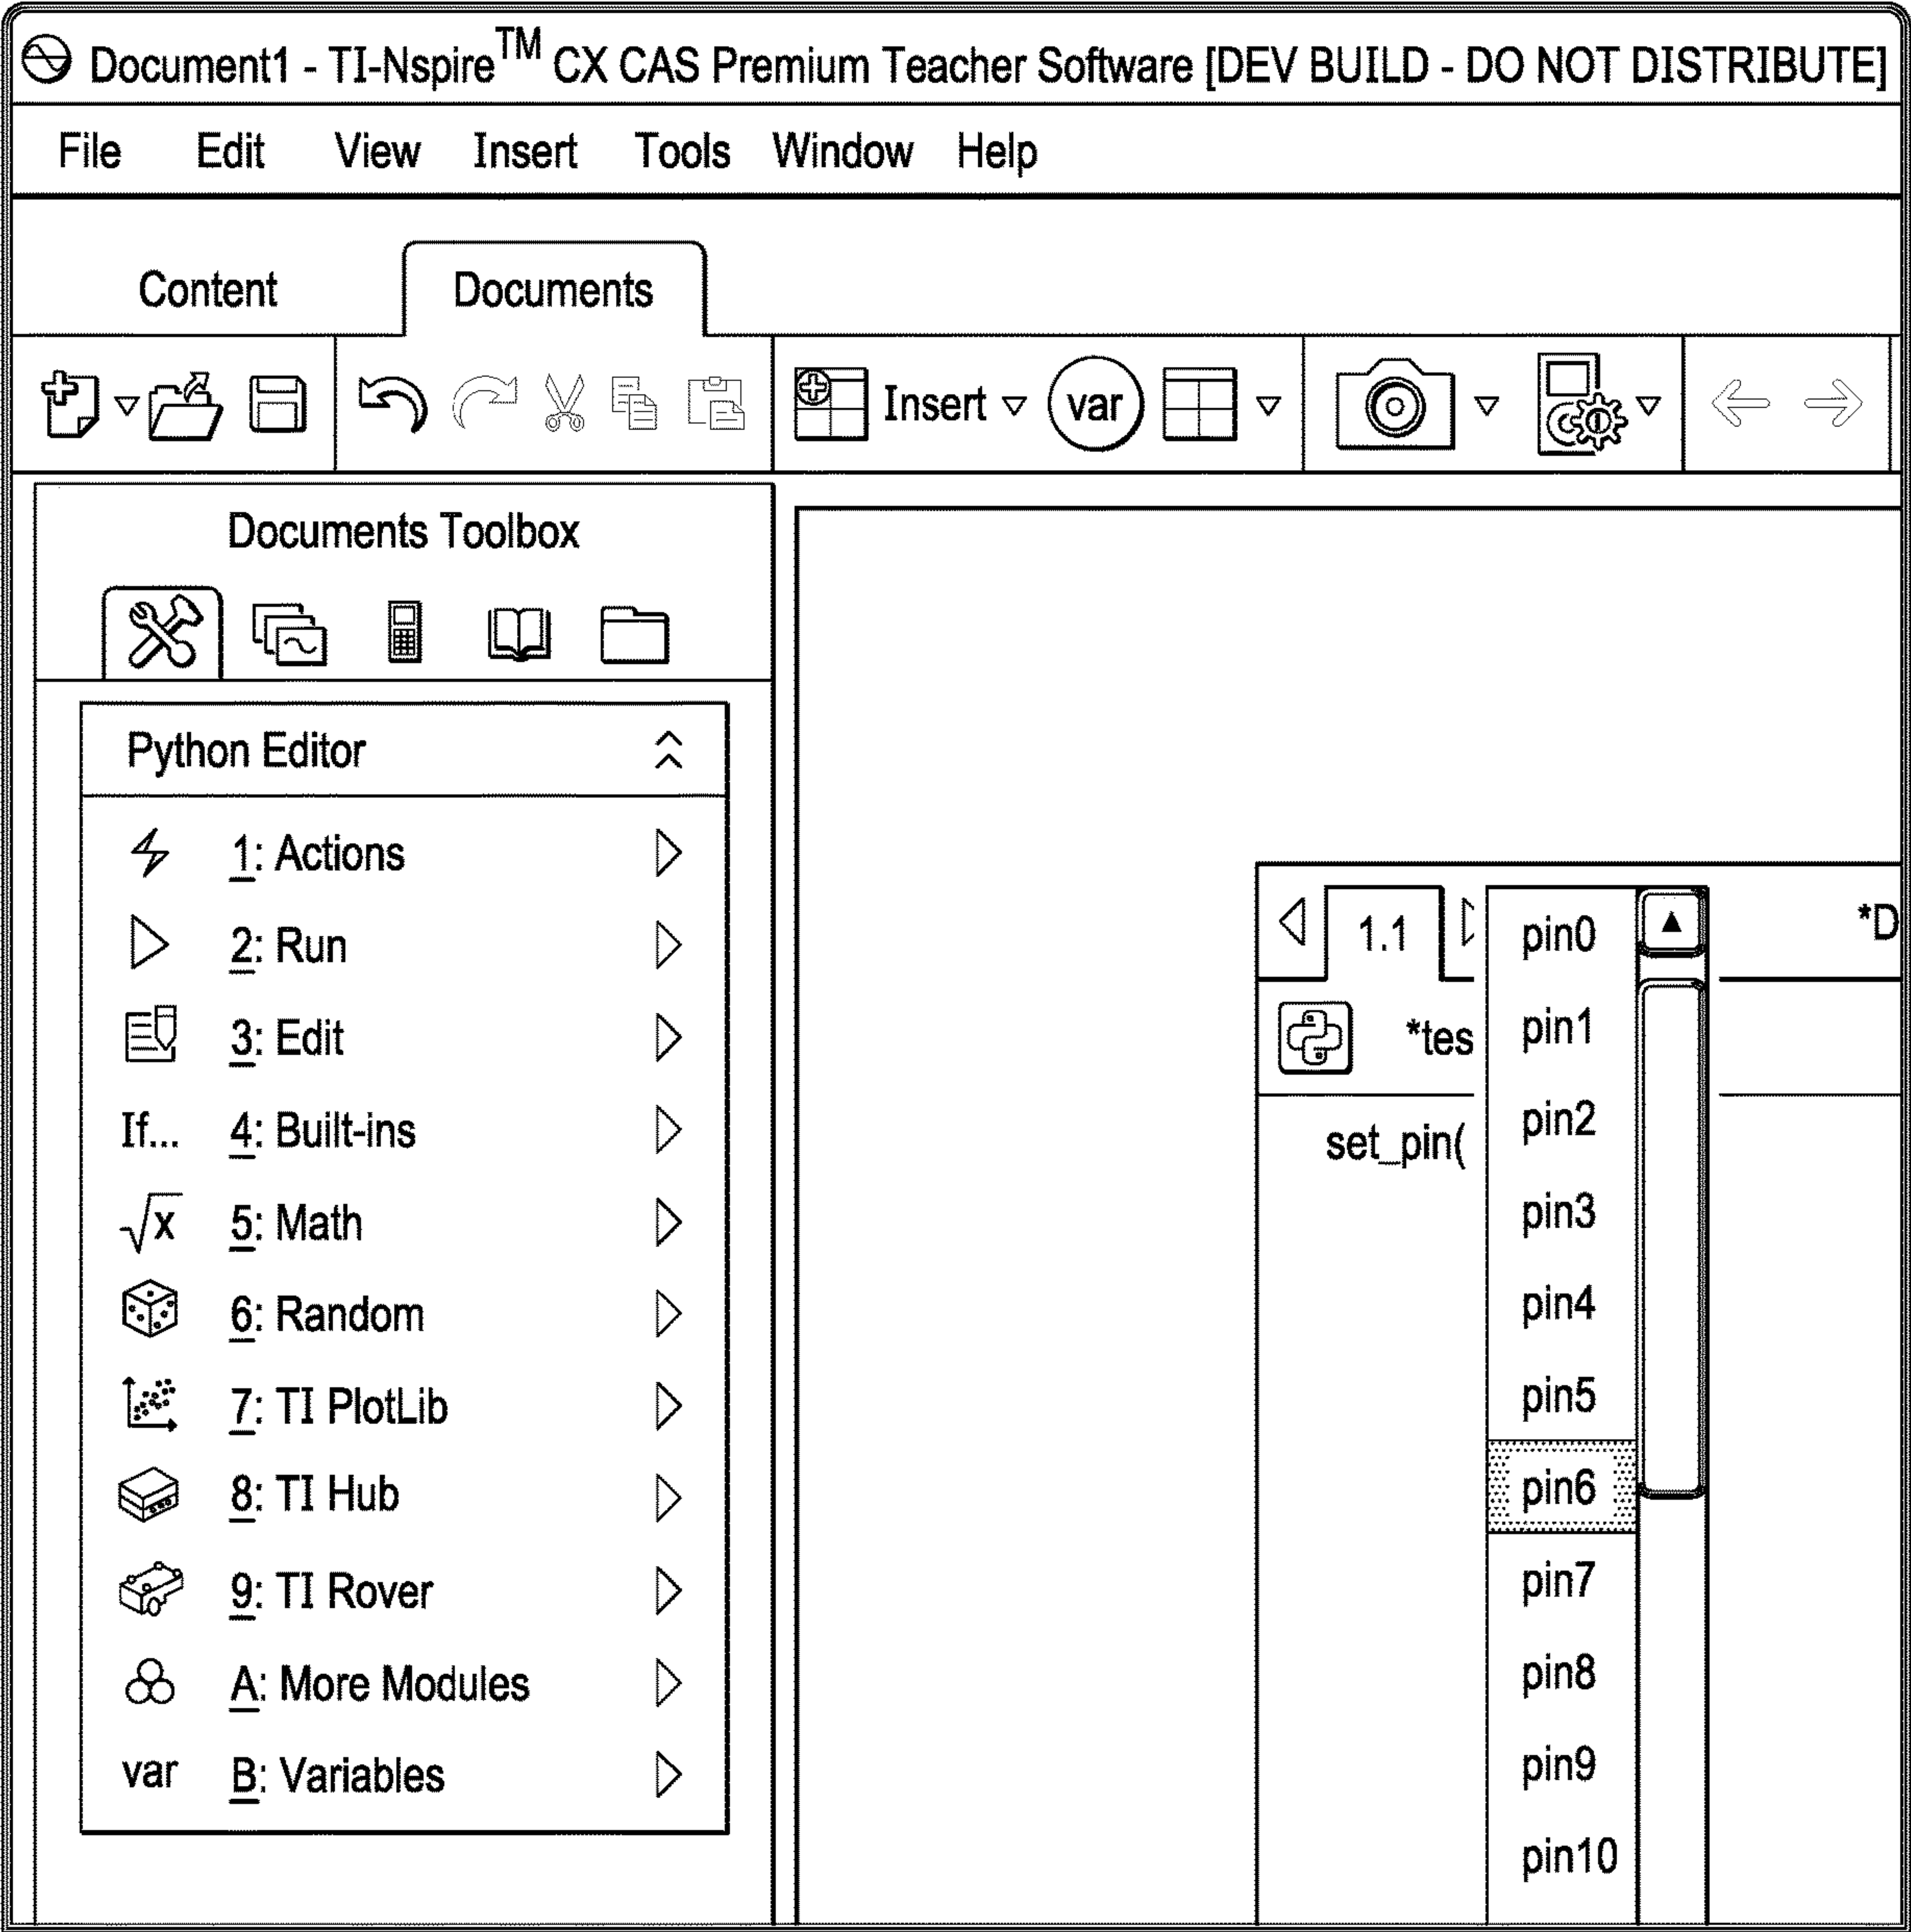 Document1 - TI-Nspire™ CX CAS Premium Teacher Software [DEV BUILD - DO NOT DISTRIBUTE]
File Edit View Insert Tools Window Help
Content Documents
Insert var
Documents Toolbox
Python Editor
1: Actions
2: Run
3: Edit
If... 4: Built-ins
√x 5: Math
6: Random
7: TI PlotLib
8: TI Hub
9: TI Rover
A: More Modules
var B: Variables
1.1 *D
*tes
set_pin(
pin0
pin1
pin2
pin3
pin4
pin5
pin6
pin7
pin8
pin9
pin10